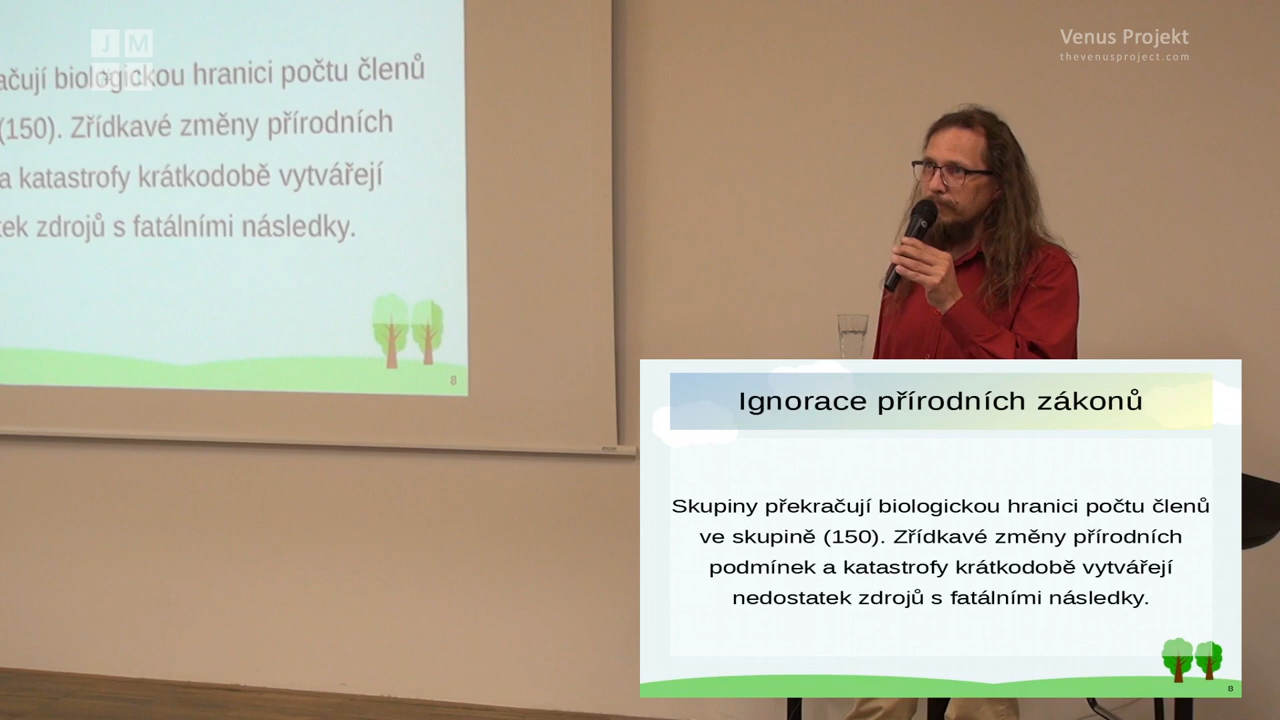 J M
Venus Projekt
thevenusproject.com
ačují biologickou hranici počtu členů
(150). Zřídkavé změny přírodních
a katastrofy krátkodobě vytvářejí
tek zdrojů s fatálními následky.
8
Ignorace přírodních zákonů
Skupiny překračují biologickou hranici počtu členů
ve skupině (150). Zřídkavé změny přírodních
podmínek a katastrofy krátkodobě vytvářejí
nedostatek zdrojů s fatálními následky.
8